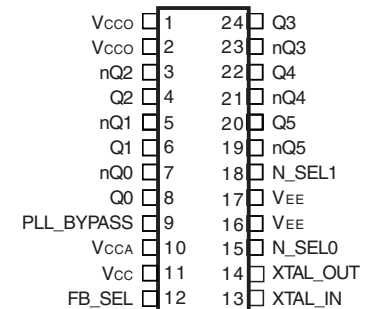 VCCO 1 24 Q3
VCCO 2 23 nQ3
nQ2 3 22 Q4
Q2 4 21 nQ4
nQ1 5 20 Q5
Q1 6 19 nQ5
nQ0 7 18 N_SEL1
Q0 8 17 VEE
PLL_BYPASS 9 16 VEE
VCCA 10 15 N_SEL0
VCC 11 14 XTAL_OUT
FB_SEL 12 13 XTAL_IN